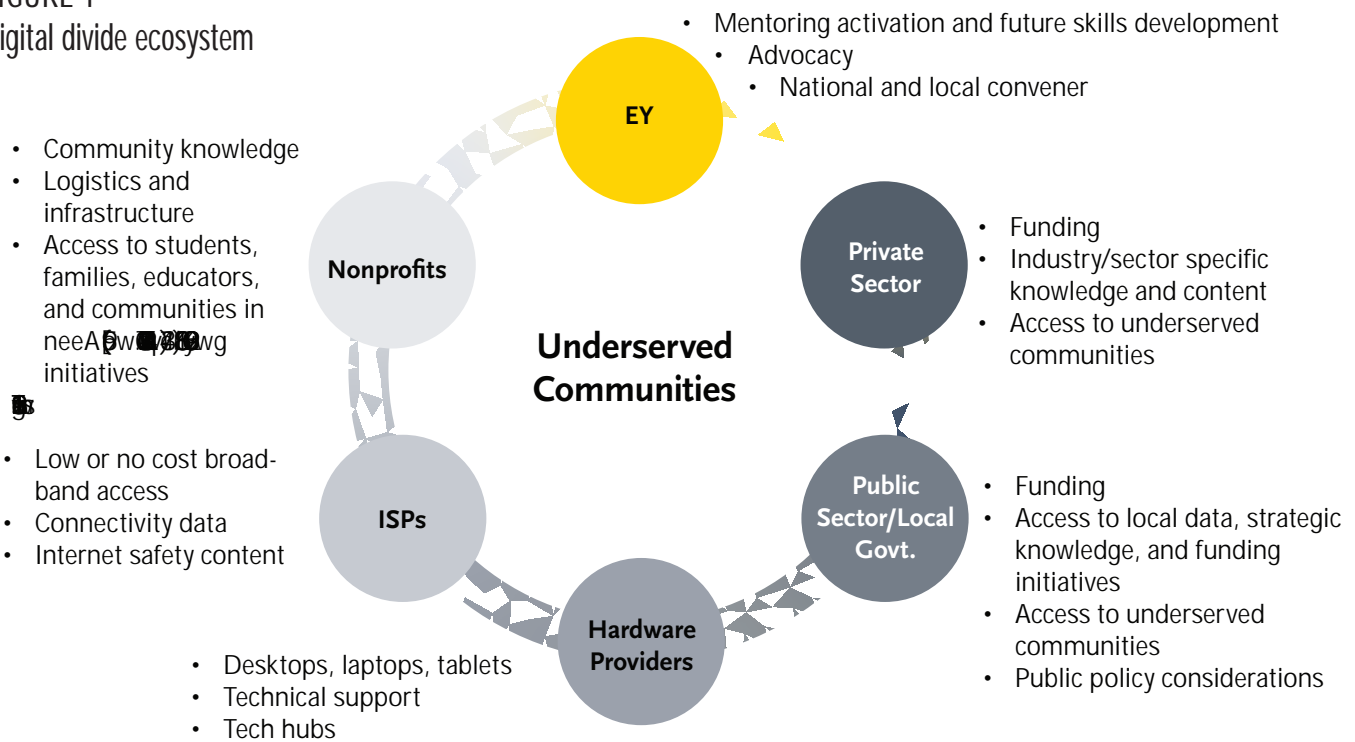 FIGURE 1
igital divide ecosystem
• Mentoring activation and future skills development
• Advocacy
• National and local convener
EY
• Community knowledge
• Logistics and
infrastructure
• Access to students,
families, educators,
and communities in
initiatives
Nonprofits
Private
Sector
• Funding
• Industry/sector specific
knowledge and content
• Access to underserved
communities
Underserved
Communities
• Low or no cost broad-
band access
• Connectivity data
• Internet safety content
ISPs
Public
Sector/Local
Govt.
• Funding
• Access to local data, strategic
knowledge, and funding
initiatives
• Access to underserved
communities
• Public policy considerations
Hardware
Providers
• Desktops, laptops, tablets
• Technical support
• Tech hubs